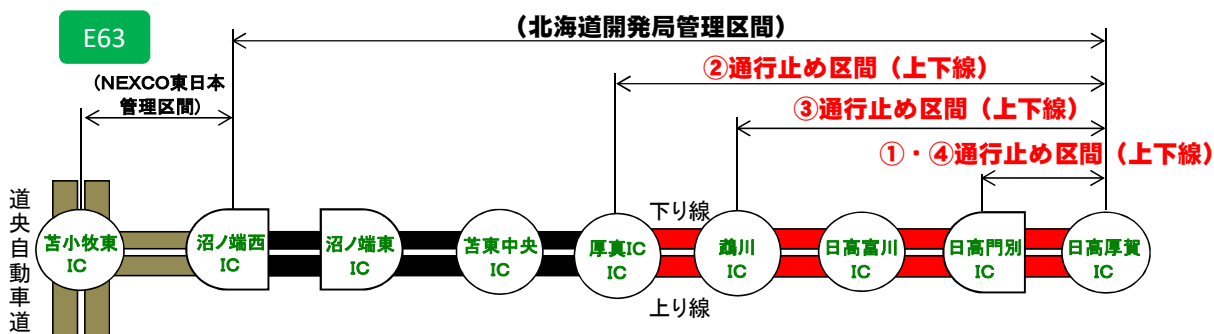 E63
(北海道開発局管理区間)
(NEXCO東日本
管理区間)
②通行止め区間（上下線）
③通行止め区間（上下線）
①・④通行止め区間（上下線）
道央自動車道
苫小牧東
IC
沼ノ端西
IC
沼ノ端東
IC
苫東中央
IC
厚真IC
IC
下り線
上り線
鵡川
IC
日高富川
IC
日高門別
IC
日高厚賀
IC